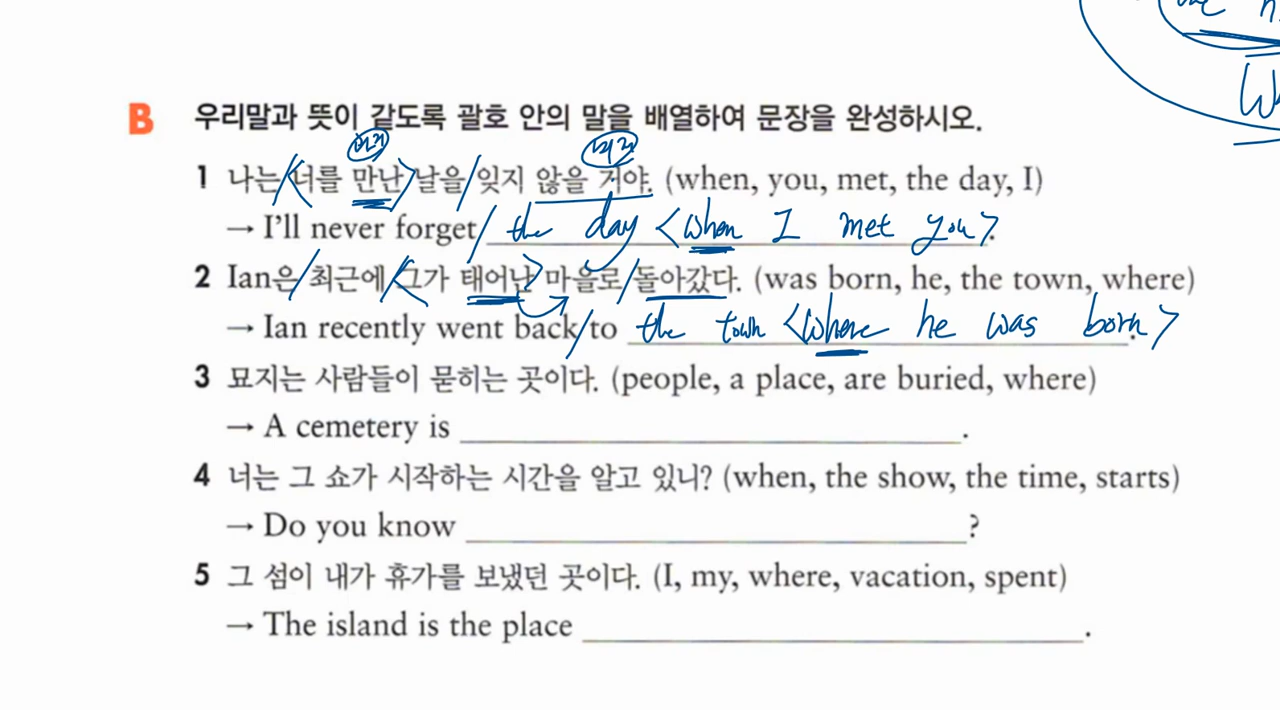 B 우리말과 뜻이 같도록 괄호 안의 말을 배열하여 문장을 완성하시오.
1 나는 너를 만난 날을 잊지 않을 거야. (when, you, met, the day, I)
→ I'll never forget / the day <when I met you>.
2 Ian은 / 최근에 <그가 태어난> 마을로 / 돌아갔다. (was born, he, the town, where)
→ Ian recently went back / to the town <where he was born>.
3 묘지는 사람들이 묻히는 곳이다. (people, a place, are buried, where)
→ A cemetery is ____.
4 너는 그 쇼가 시작하는 시간을 알고 있니? (when, the show, the time, starts)
→ Do you know ____?
5 그 섬이 내가 휴가를 보냈던 곳이다. (I, my, where, vacation, spent)
→ The island is the place ____.